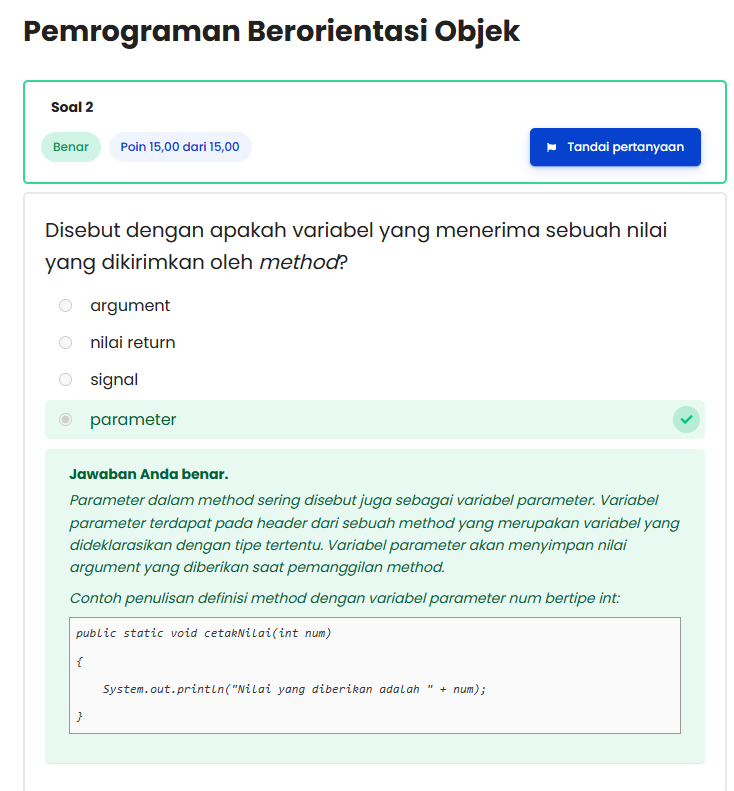 Pemrograman Berorientasi Objek
Soal 2
Benar
Poin 15,00 dari 15,00
Tandai pertanyaan
Disebut dengan apakah variabel yang menerima sebuah nilai
yang dikirimkan oleh method?
argument
nilai return
signal
parameter
Jawaban Anda benar.
Parameter dalam method sering disebut juga sebagai variabel parameter. Variabel
parameter terdapat pada header dari sebuah method yang merupakan variabel yang
dideklarasikan dengan tipe tertentu. Variabel parameter akan menyimpan nilai
argument yang diberikan saat pemanggilan method.
Contoh penulisan definisi method dengan variabel parameter num bertipe int:
public static void cetakNilai(int num)
{
System.out.println("Nilai yang diberikan adalah " + num);
}